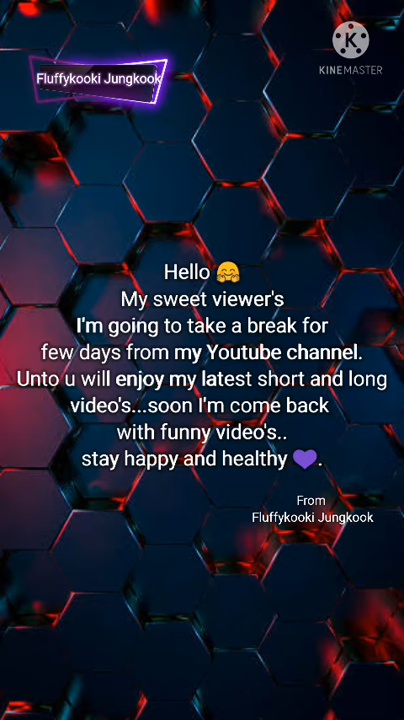 Fluffykooki Jungkook
KINEMASTER
Hello 🤗
My sweet viewer's
I'm going to take a break for
few days from my Youtube channel.
Unto u will enjoy my latest short and long
video's...soon I'm come back
with funny video's..
stay happy and healthy 💜.
From
Fluffykooki Jungkook